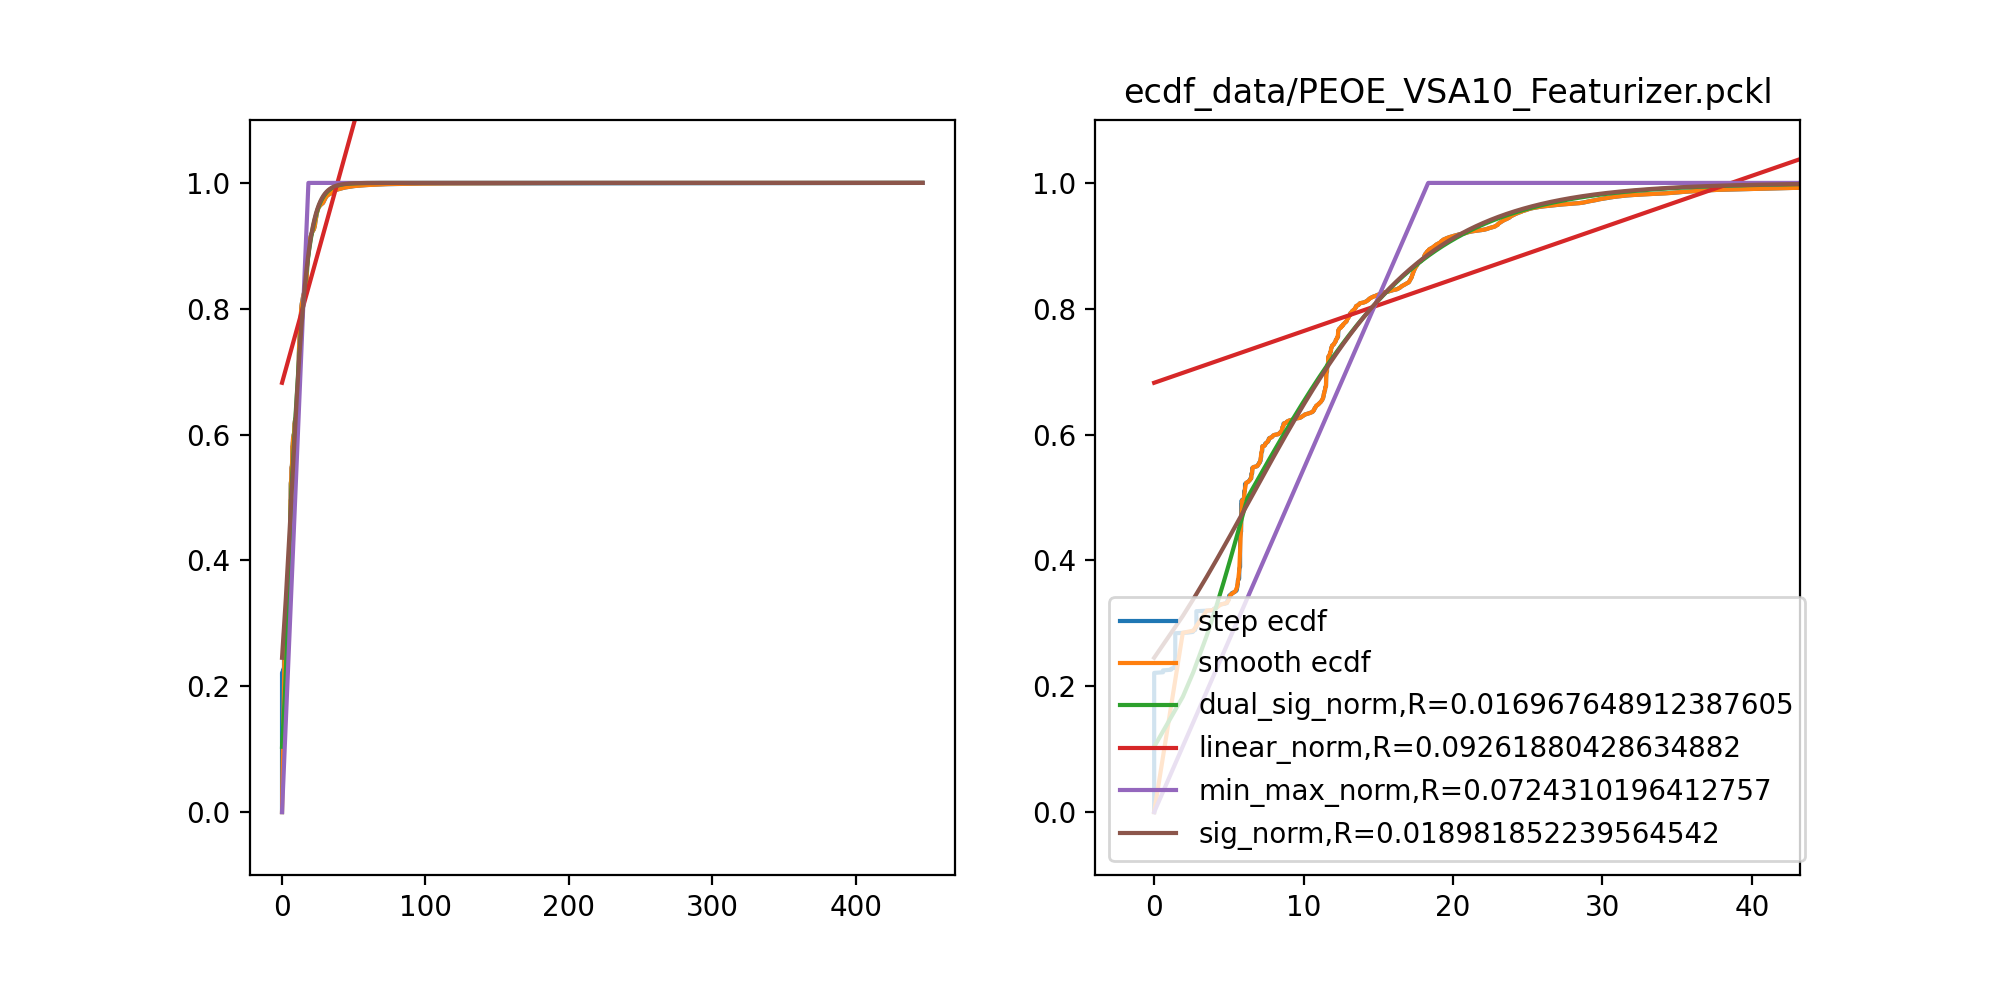 ecdf_data/PEOE_VSA10_Featurizer.pckl
1.0
0.8
0.6
0.4
0.2
0.0
0 100 200 300 400
1.0
0.8
0.6
0.4
0.2
0.0
step ecdf
smooth ecdf
dual_sig_norm,R=0.016967648912387605
linear_norm,R=0.09261880428634882
min_max_norm,R=0.0724310196412757
sig_norm,R=0.018981852239564542
0 10 20 30 40